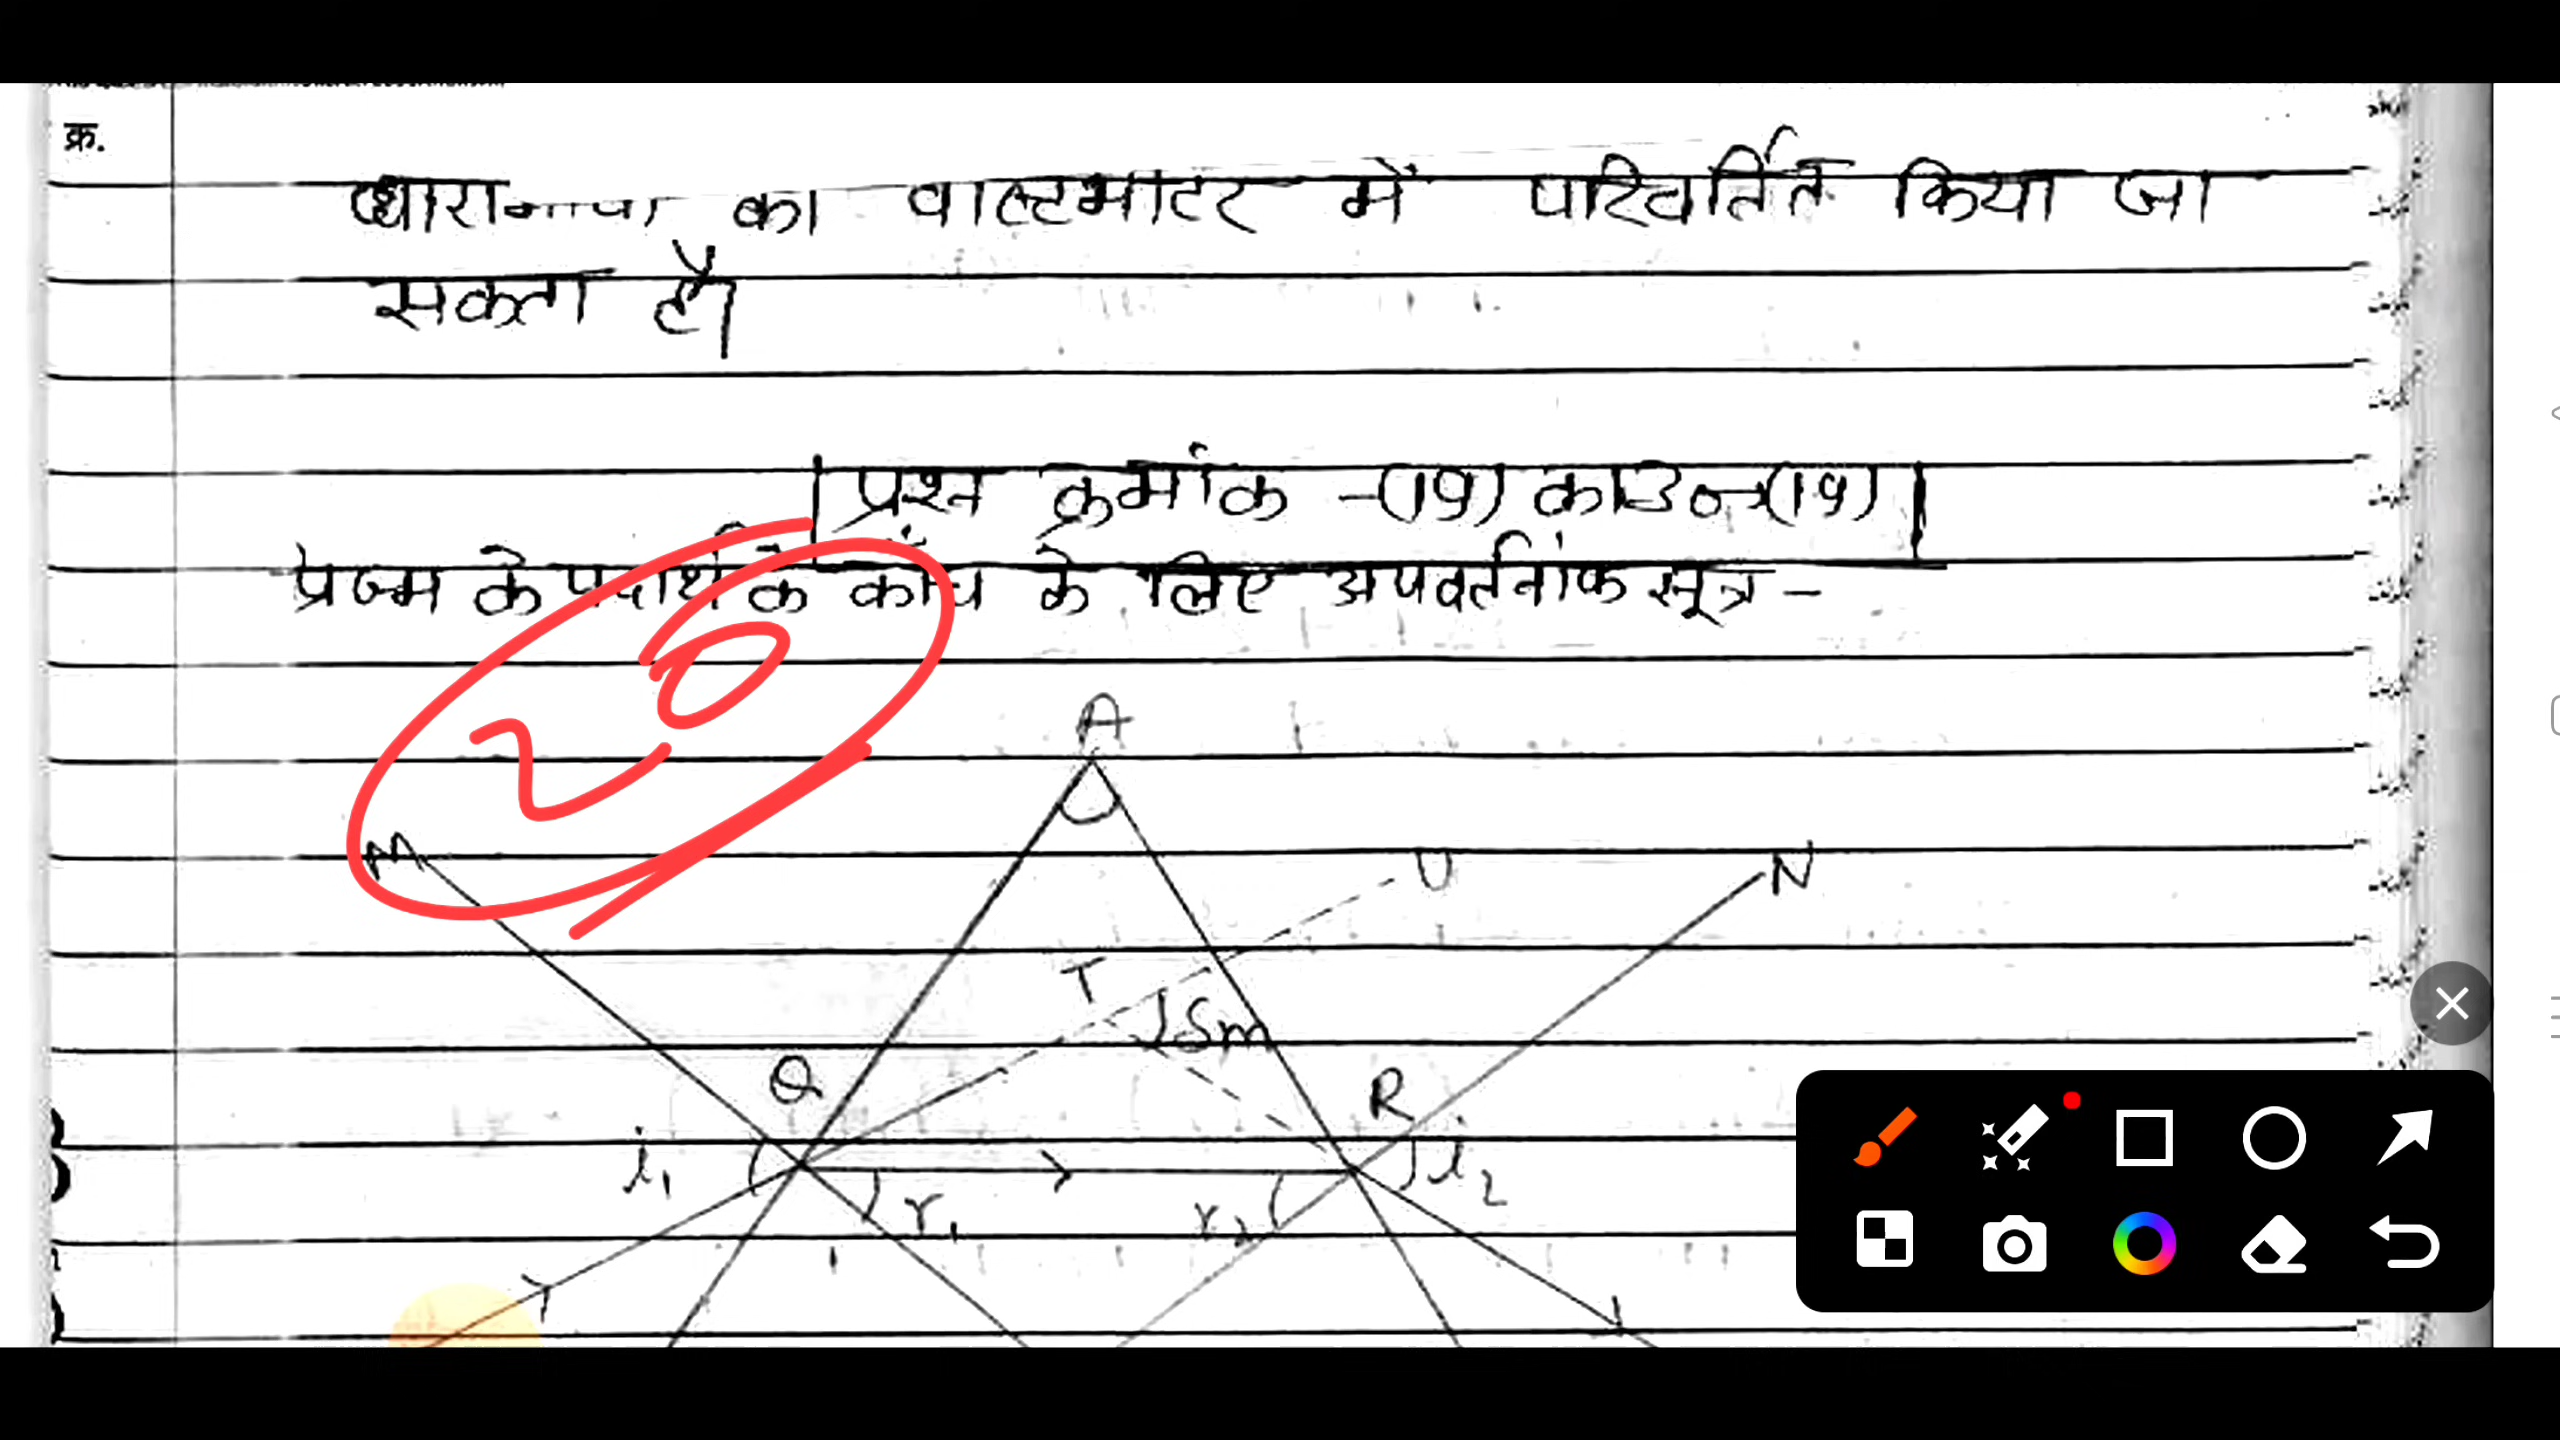 क्र.
धारामापी का वाल्टमीटर में परिवर्तित किया जा
सकता है।
प्रश्न क्रमांक -(19) का उत्तर(19)
प्रिज्म के पदार्थ के काँच के लिए अपवर्तनांक सूत्र -
20
A
M
U
N
T
δm
Q
R
i₁
r₁
r₂
i₂